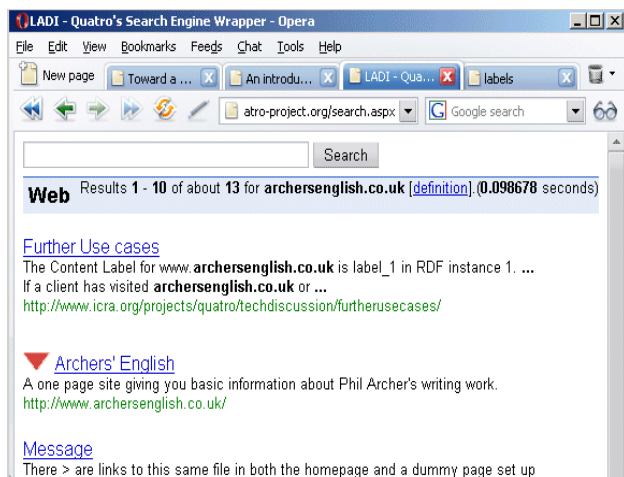 LADI - Quatro's Search Engine Wrapper - Opera
File Edit View Bookmarks Feeds Chat Tools Help
New page Toward a ... An introdu... LADI - Qua... labels
atro-project.org/search.aspx Google search
Search
Web Results 1 - 10 of about 13 for archersenglish.co.uk [definition].(0.098678 seconds)
Further Use cases
The Content Label for www.archersenglish.co.uk is label_1 in RDF instance 1. ...
If a client has visited archersenglish.co.uk or ...
http://www.icra.org/projects/quatro/techdiscussion/furtherusecases/
Archers' English
A one page site giving you basic information about Phil Archer's writing work.
http://www.archersenglish.co.uk/
Message
There > are links to this same file in both the homepage and a dummy page set up